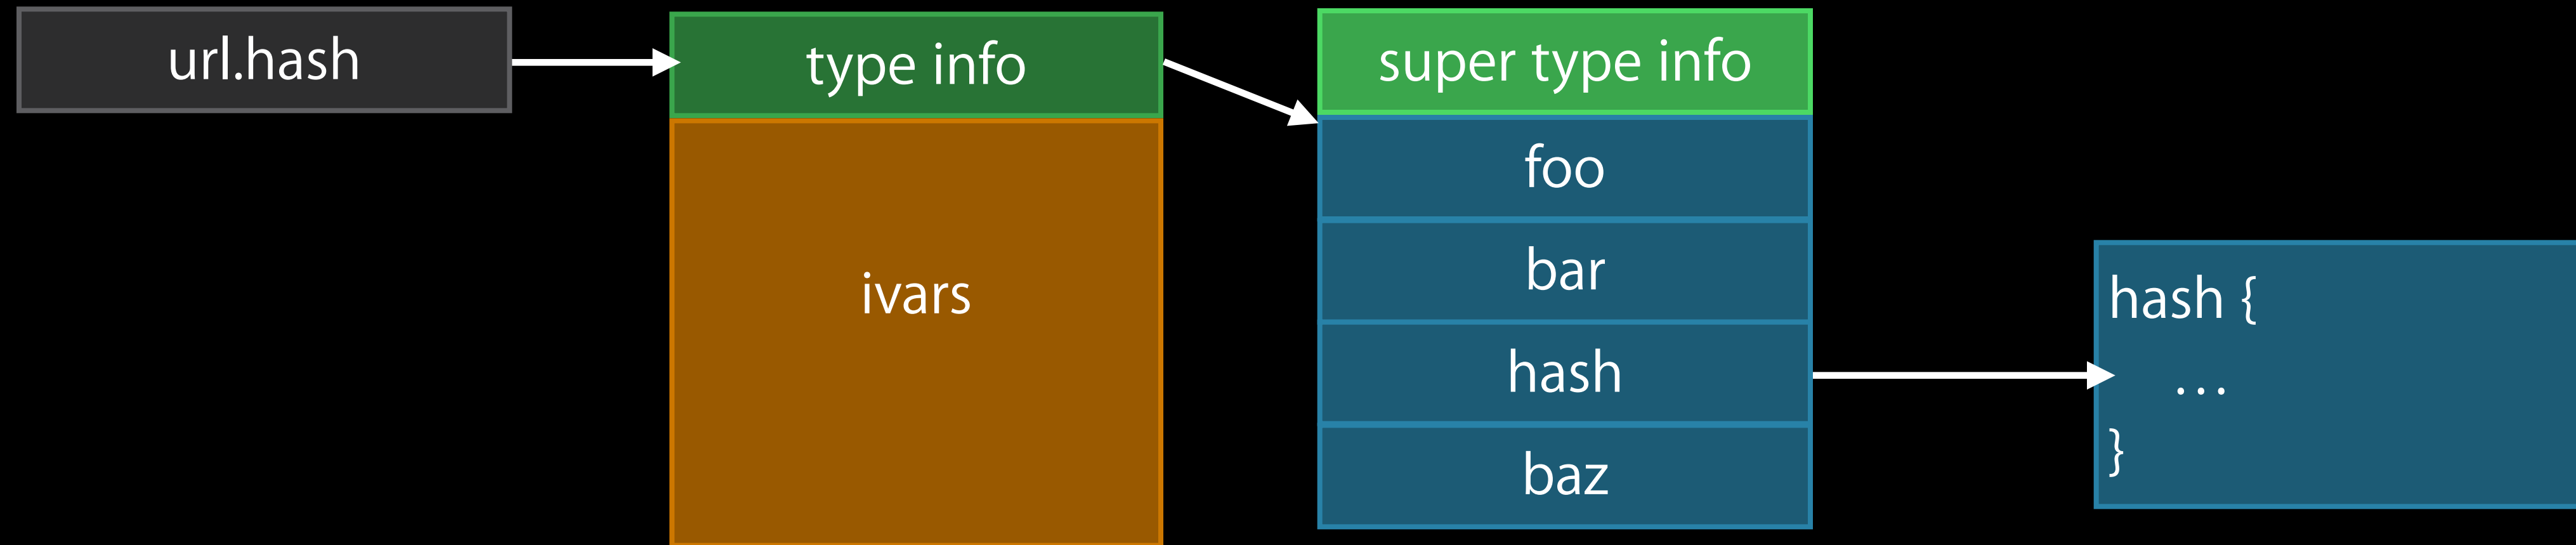 url.hash
type info
ivars
super type info
foo
bar
hash
baz
hash {
...
}